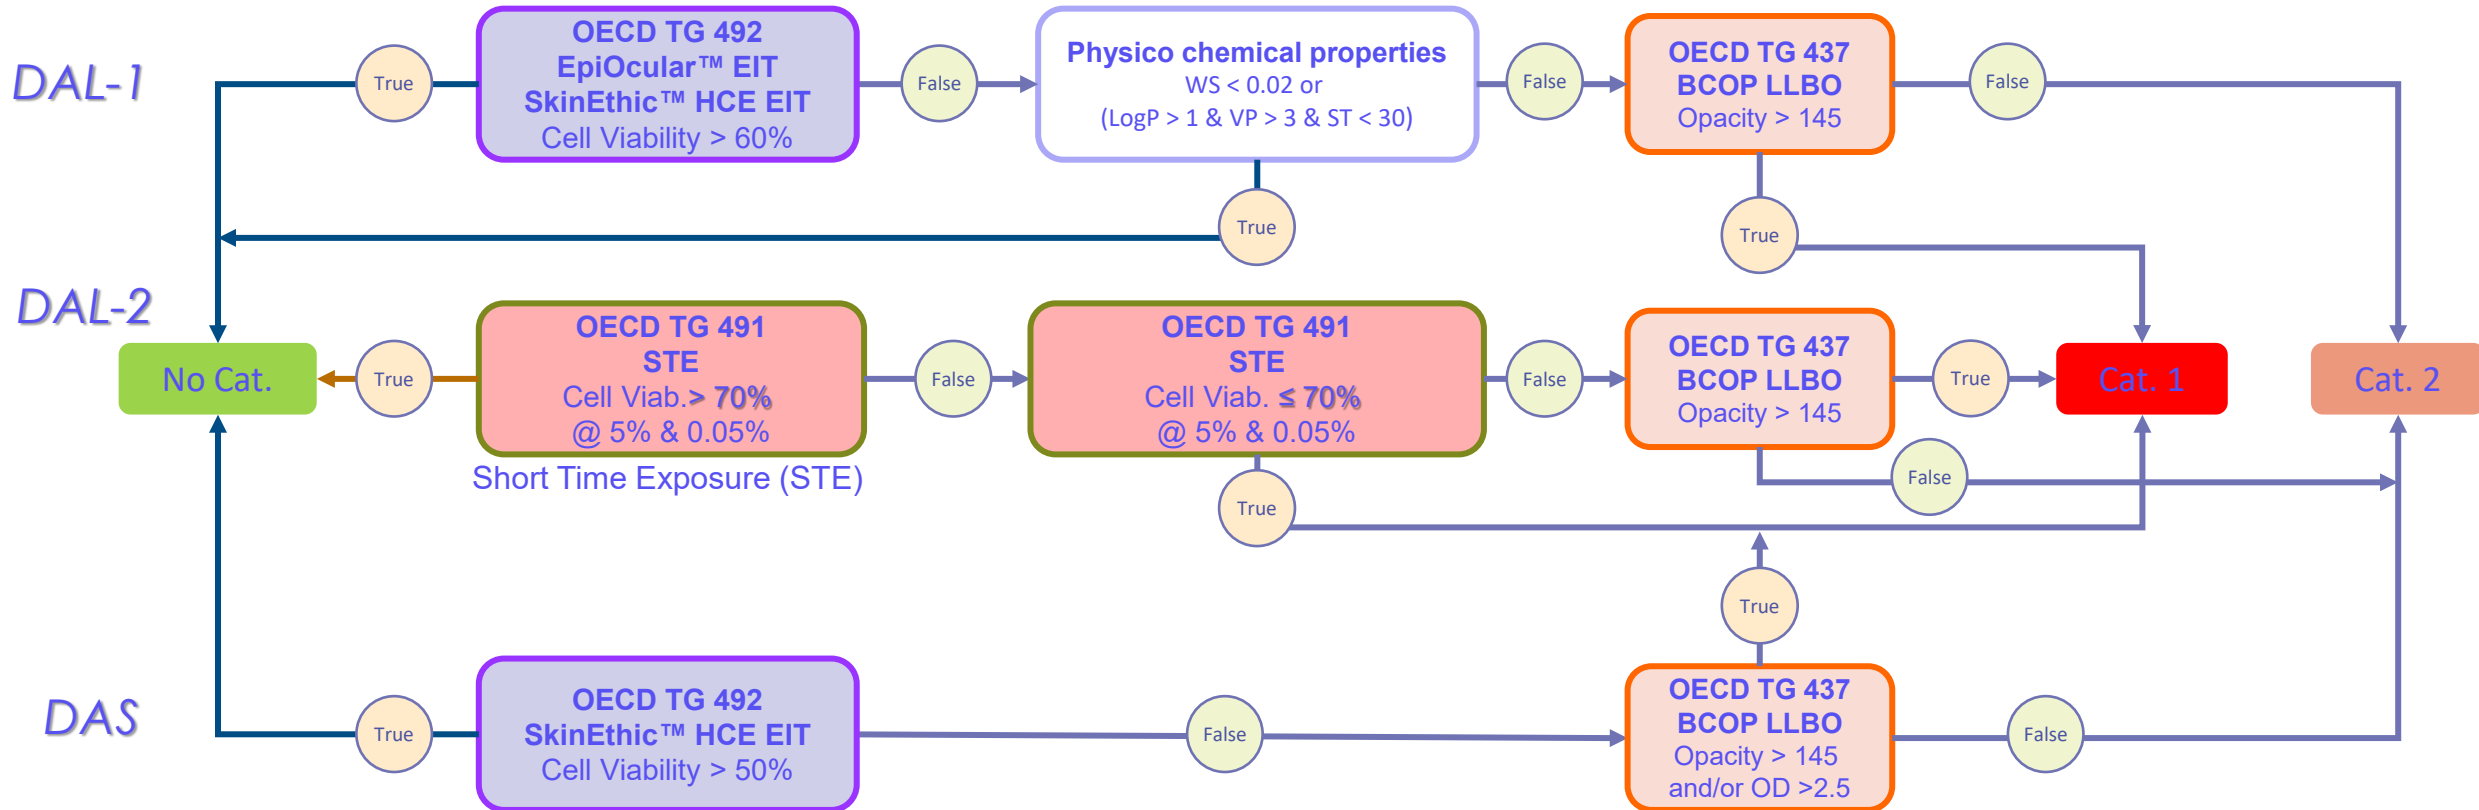 DAL-1
True
OECD TG 492
EpiOcular™ EIT
SkinEthic™ HCE EIT
Cell Viability > 60%
False
Physico chemical properties
WS < 0.02 or
(LogP > 1 & VP > 3 & ST < 30)
False
OECD TG 437
BCOP LLBO
Opacity > 145
False
True
True
DAL-2
No Cat.
True
OECD TG 491
STE
Cell Viab.> 70%
@ 5% & 0.05%
Short Time Exposure (STE)
False
OECD TG 491
STE
Cell Viab. ≤ 70%
@ 5% & 0.05%
False
OECD TG 437
BCOP LLBO
Opacity > 145
True
Cat. 1
Cat. 2
False
True
True
DAS
True
OECD TG 492
SkinEthic™ HCE EIT
Cell Viability > 50%
False
OECD TG 437
BCOP LLBO
Opacity > 145
and/or OD >2.5
False